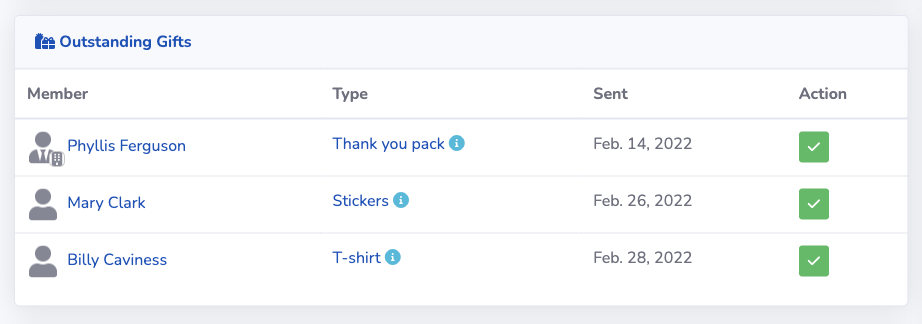 Outstanding Gifts
Member Type Sent Action
Phyllis Ferguson Thank you pack Feb. 14, 2022
Mary Clark Stickers Feb. 26, 2022
Billy Caviness T-shirt Feb. 28, 2022